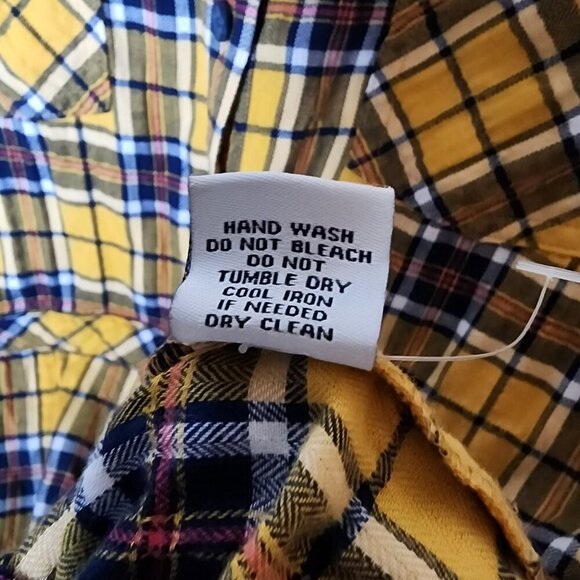 HAND WASH
DO NOT BLEACH
DO NOT
TUMBLE DRY
COOL IRON
IF NEEDED
DRY CLEAN